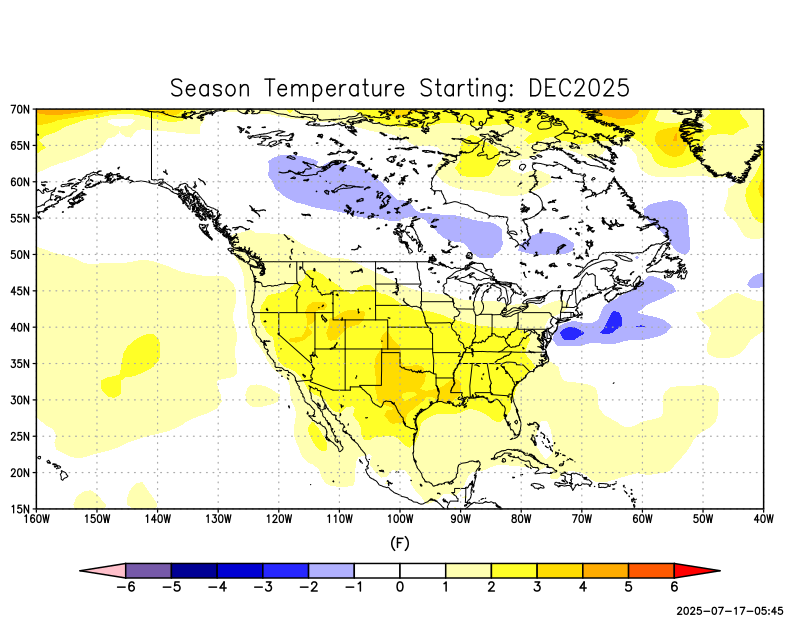 Season Temperature Starting: DEC2025
70N
65N
60N
55N
50N
45N
40N
35N
30N
25N
20N
15N
160W 150W 140W 130W 120W 110W 100W 90W 80W 70W 60W 50W 40W
(F)
−6 −5 −4 −3 −2 −1 0 1 2 3 4 5 6
2025-07-17-05:45